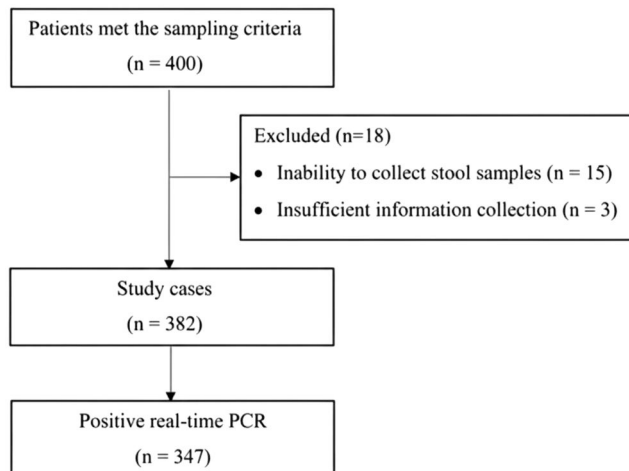 Patients met the sampling criteria
(n = 400)
Excluded (n=18)
• Inability to collect stool samples (n = 15)
• Insufficient information collection (n = 3)
Study cases
(n = 382)
Positive real-time PCR
(n = 347)